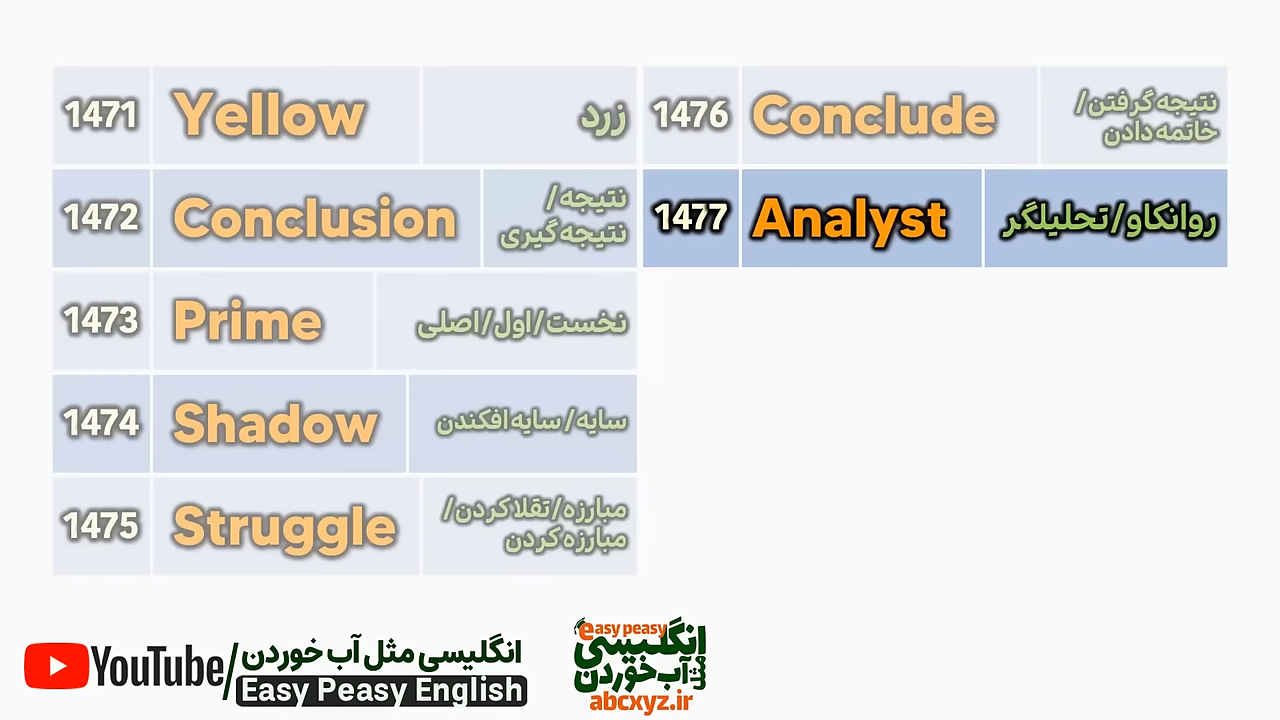 1471 Yellow زرد
1472 Conclusion نتیجه/
نتیجه گیری
1473 Prime نخست/اول/اصلی
1474 Shadow سایه/سایه افکندن
1475 Struggle مبارزه/تقلا کردن/
مبارزه کردن
1476 Conclude نتیجه گرفتن/
خاتمه دادن
1477 Analyst روانکاو/تحلیلگر
YouTube/انگلیسی مثل آب خوردن
Easy Peasy English
easy peasy
انگلیسی
مثل آب خوردن
abcxyz.ir